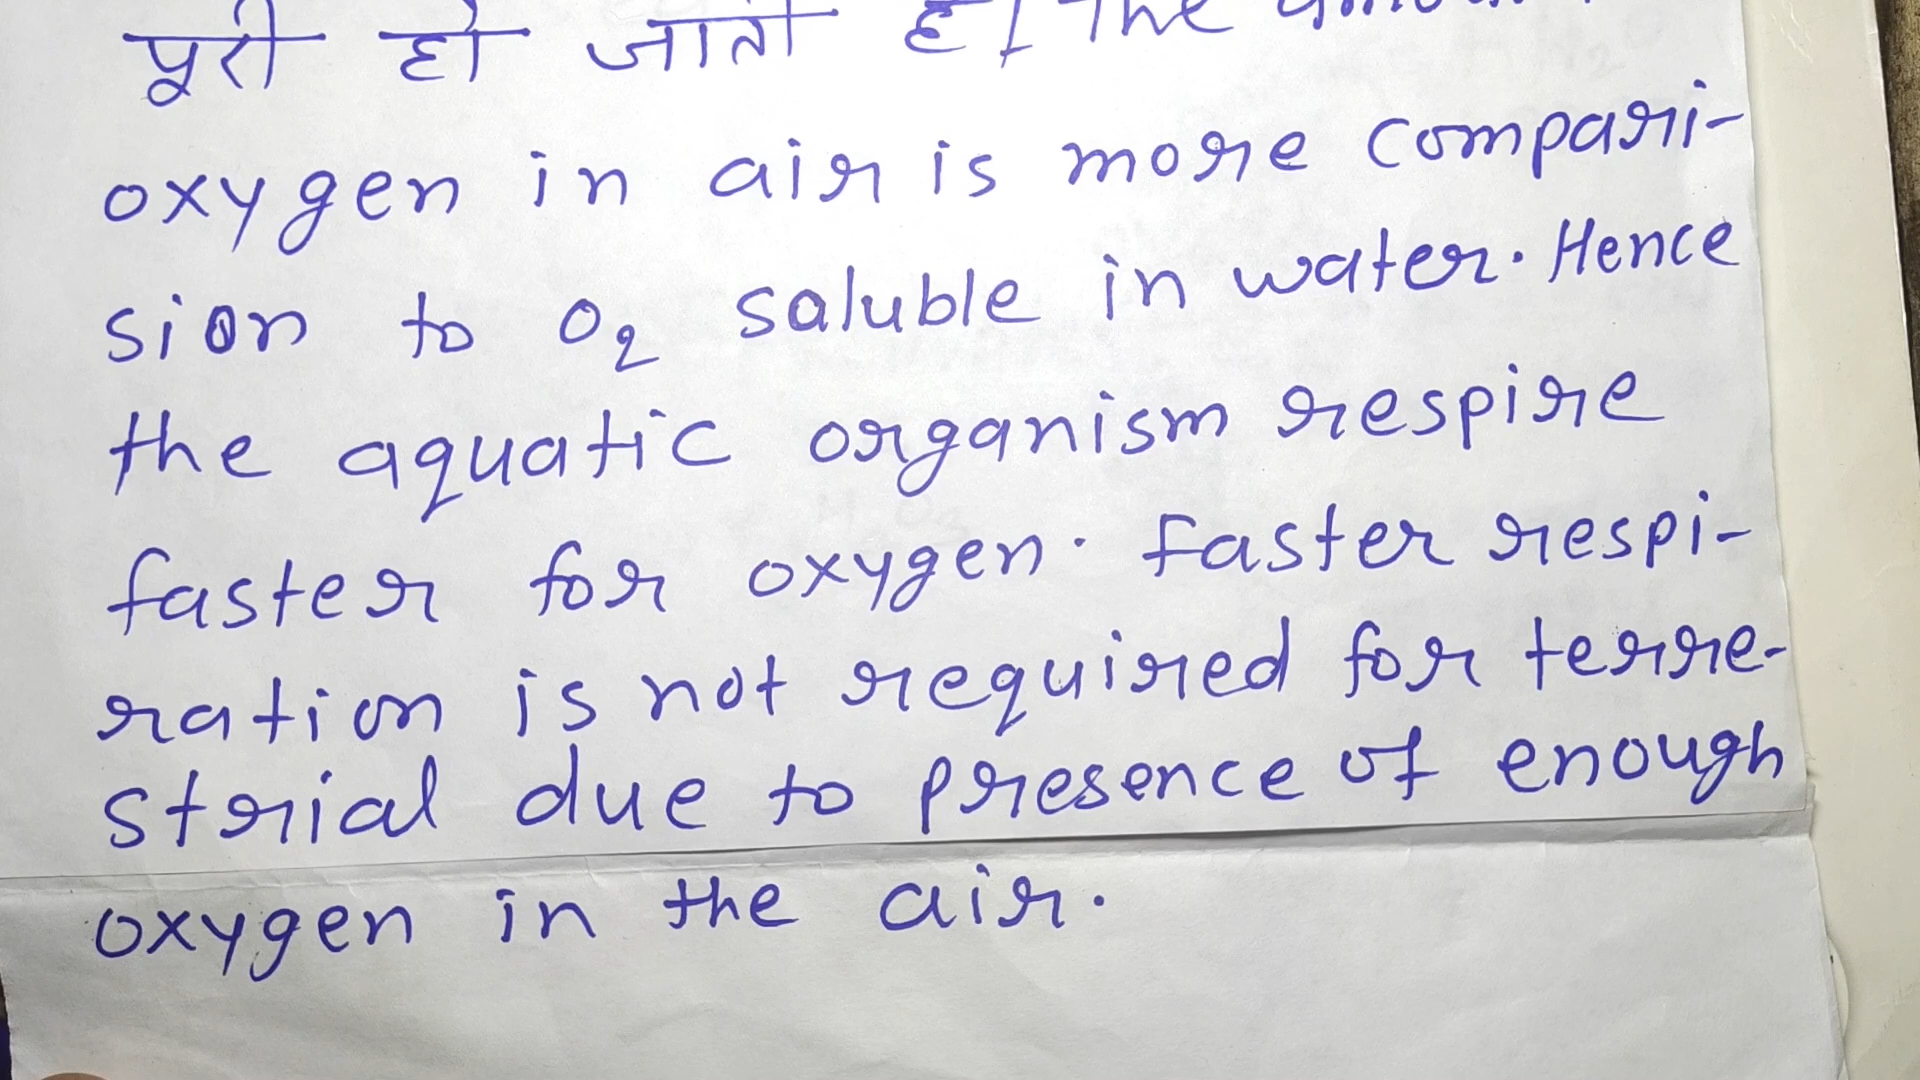 पूरी हो जाती है। The amou
oxygen in air is more compari-
sion to O₂ saluble in water. Hence
the aquatic organism respire
faster for oxygen. Faster respi-
ration is not required for terre-
strial due to presence of enough
oxygen in the air.